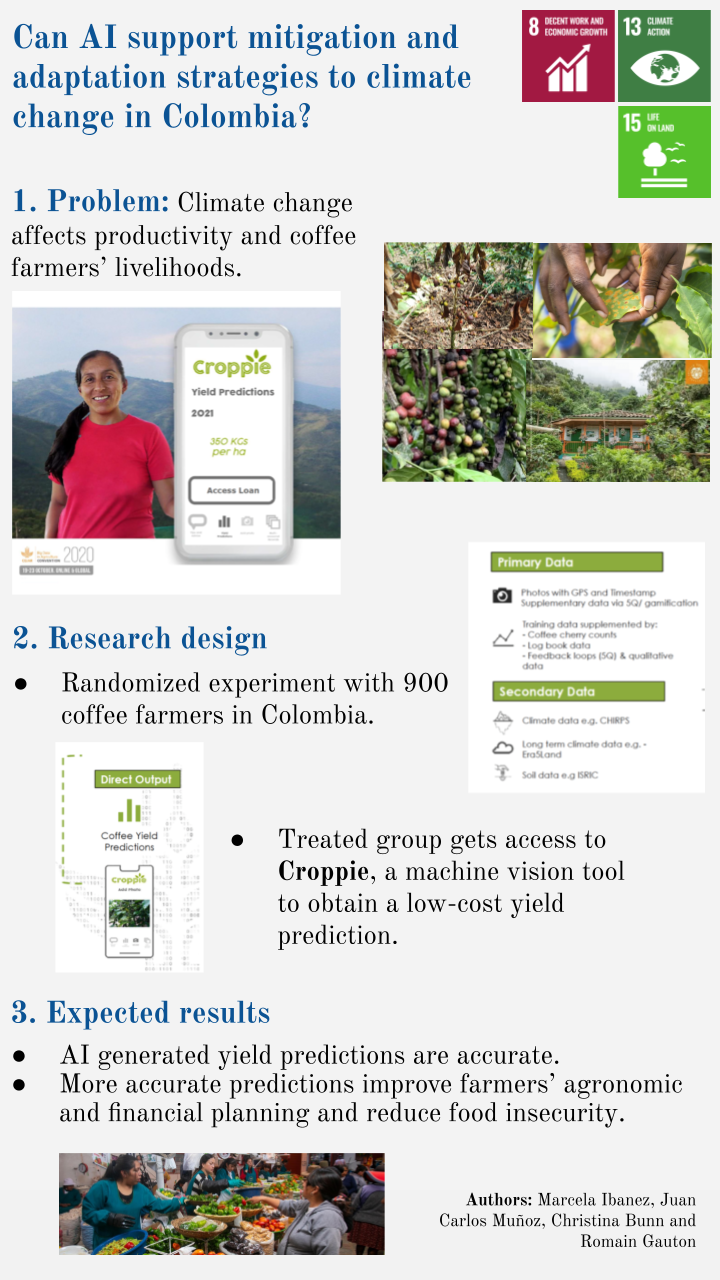 Can AI support mitigation and
adaptation strategies to climate
change in Colombia?
8 DECENT WORK AND
ECONOMIC GROWTH
13 CLIMATE
ACTION
15 LIFE
ON LAND
1. Problem: Climate change
affects productivity and coffee
farmers' livelihoods.
Croppie
Yield Predictions
2021
350 KGs
per ha
Access Loan
2020
19-23 OCTOBER. ONLINE & GLOBAL
Primary Data
Photos with GPS and Timestamp
Supplementary data via 5Q/ gamification
Training data supplemented by:
- Coffee cherry counts
- Log book data
- Feedback loops (5Q) & qualitative
data
Secondary Data
Climate data e.g. CHIRPS
Long term climate data e.g. -
Era5Land
Soil data e.g ISRIC
2. Research design
● Randomized experiment with 900
coffee farmers in Colombia.
Direct Output
Coffee Yield
Predictions
Croppie
Add Photo
● Treated group gets access to
Croppie, a machine vision tool
to obtain a low-cost yield
prediction.
3. Expected results
● AI generated yield predictions are accurate.
● More accurate predictions improve farmers' agronomic
and financial planning and reduce food insecurity.
Authors: Marcela Ibanez, Juan
Carlos Muñoz, Christina Bunn and
Romain Gauton